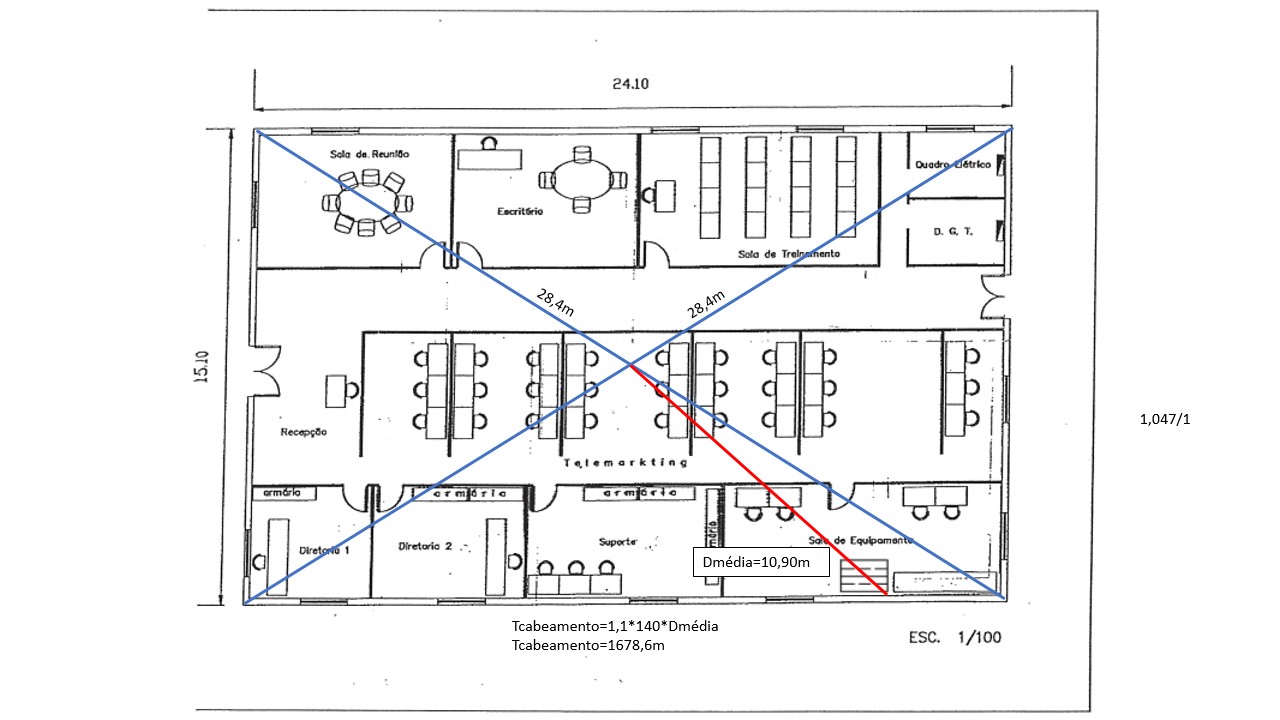 24.10
Sala de Reunião
Escritório
Sala de Treinamento
Quadro Elétrico
D. G. T.
28,4m
28,4m
15.10
Recepção
Telemarkting
armário
armário
armário
Diretoria 1
Diretoria 2
Suporte
Sala de Equipamento
Dmédia=10,90m
1,047/1
Tcabeamento=1,1*140*Dmédia
Tcabeamento=1678,6m
ESC. 1/100